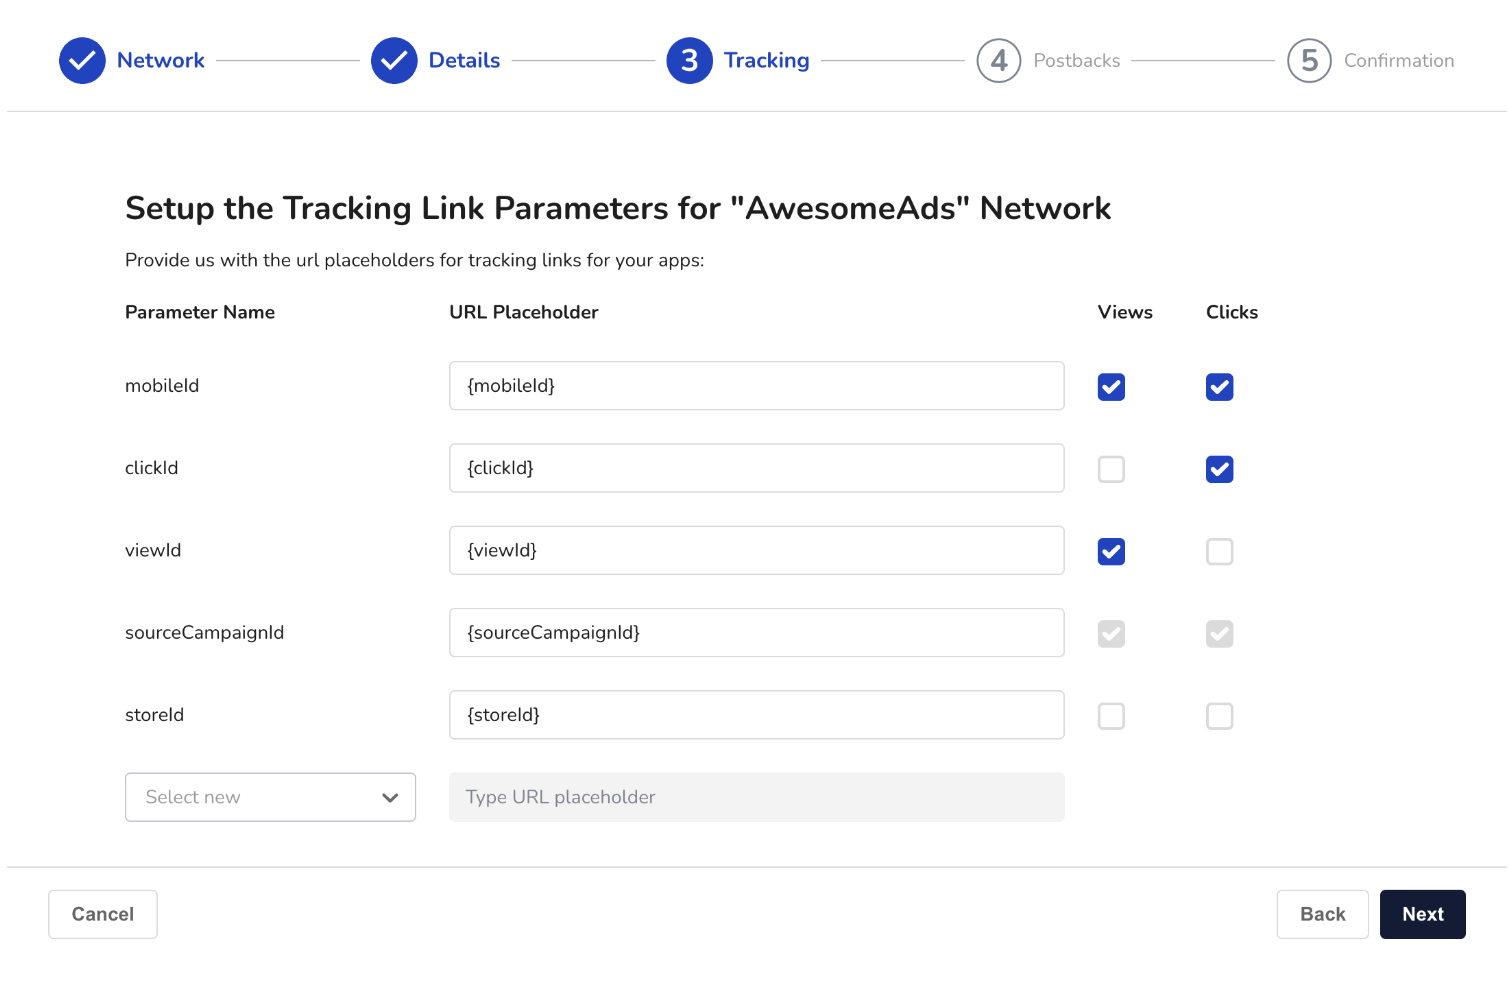 Network
Details
3 Tracking
4 Postbacks
5 Confirmation
Setup the Tracking Link Parameters for "AwesomeAds" Network
Provide us with the url placeholders for tracking links for your apps:
Parameter Name URL Placeholder Views Clicks
mobileId {mobileId}
clickId {clickId}
viewId {viewId}
sourceCampaignId {sourceCampaignId}
storeId {storeId}
Select new Type URL placeholder
Cancel Back Next